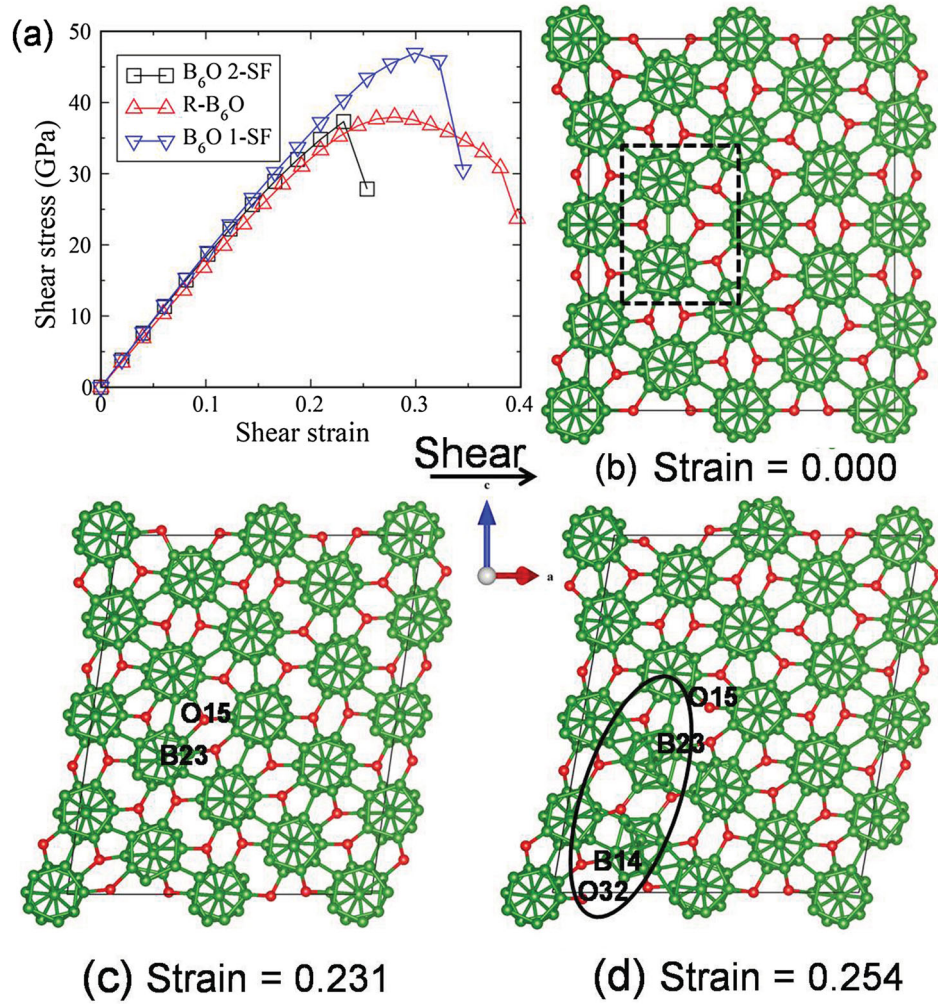 (a)
50
40
30
20
10
0
0 0.1 0.2 0.3 0.4
Shear stress (GPa)
Shear strain
B6O 2-SF
R-B6O
B6O 1-SF
(b) Strain = 0.000
Shear
c
a
O15
B23
O15
B23
B14
O32
(c) Strain = 0.231
(d) Strain = 0.254